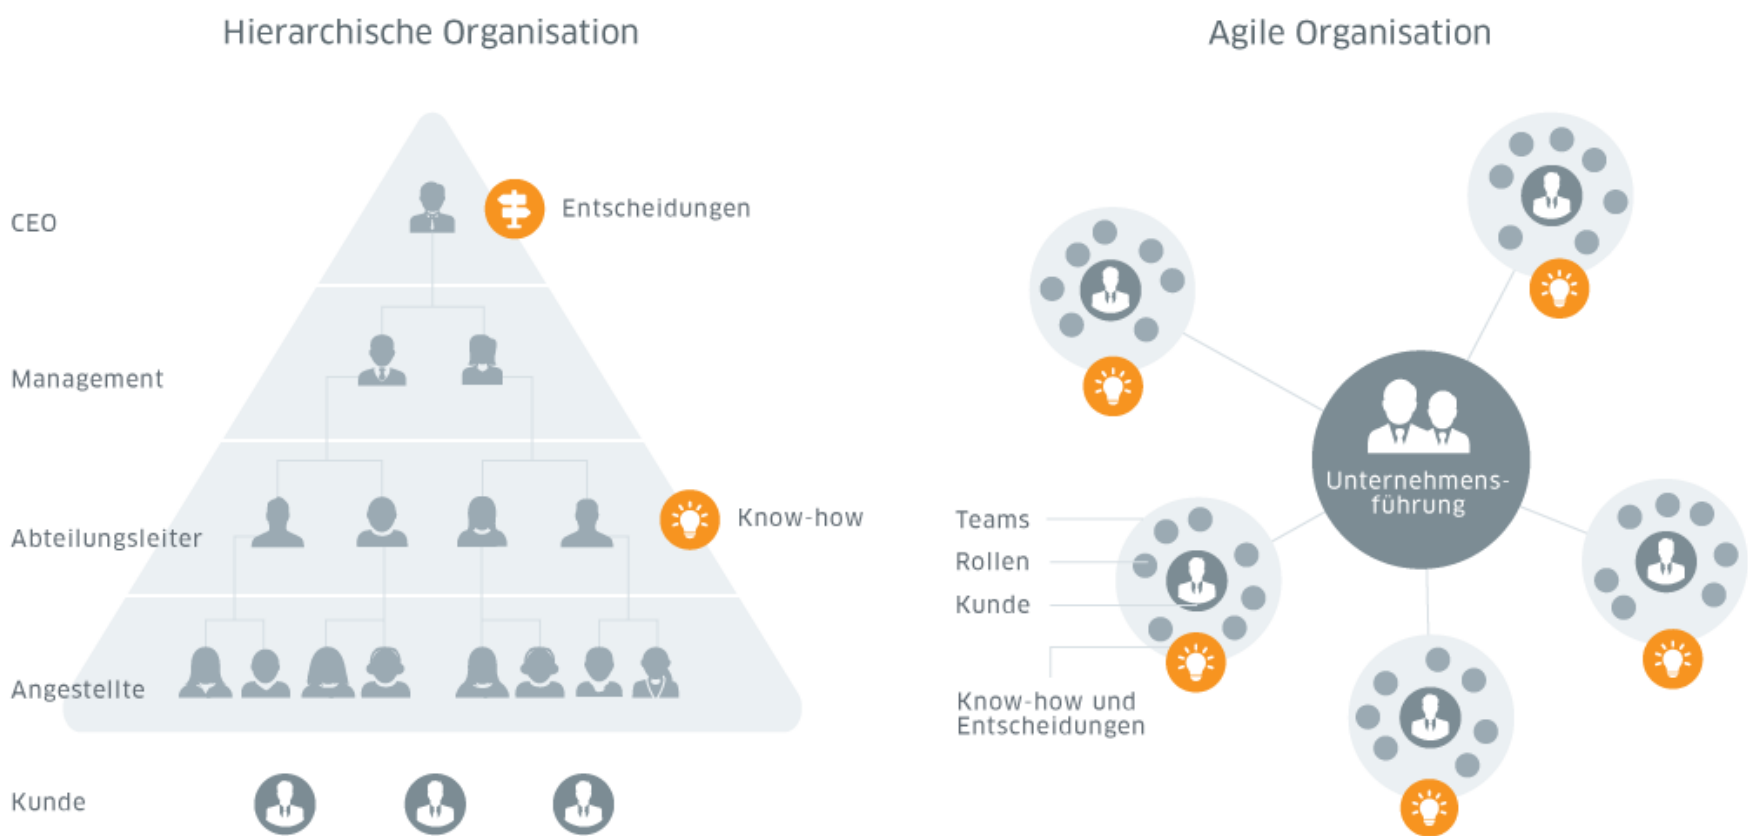 Hierarchische Organisation
CEO
Entscheidungen
Management
Abteilungsleiter
Know-how
Angestellte
Kunde
Agile Organisation
Unternehmens-
führung
Teams
Rollen
Kunde
Know-how und
Entscheidungen